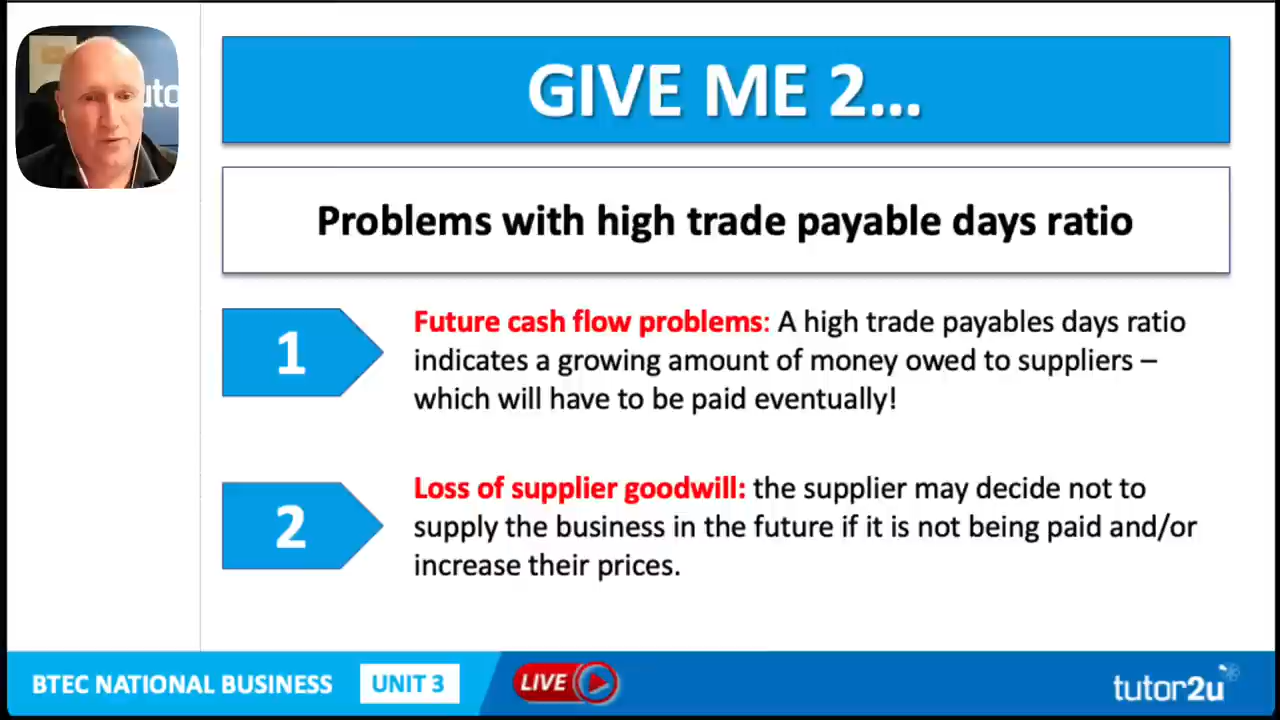 uto
GIVE ME 2...
Problems with high trade payable days ratio
1
Future cash flow problems: A high trade payables days ratio
indicates a growing amount of money owed to suppliers –
which will have to be paid eventually!
2
Loss of supplier goodwill: the supplier may decide not to
supply the business in the future if it is not being paid and/or
increase their prices.
BTEC NATIONAL BUSINESS UNIT 3 LIVE tutor2u